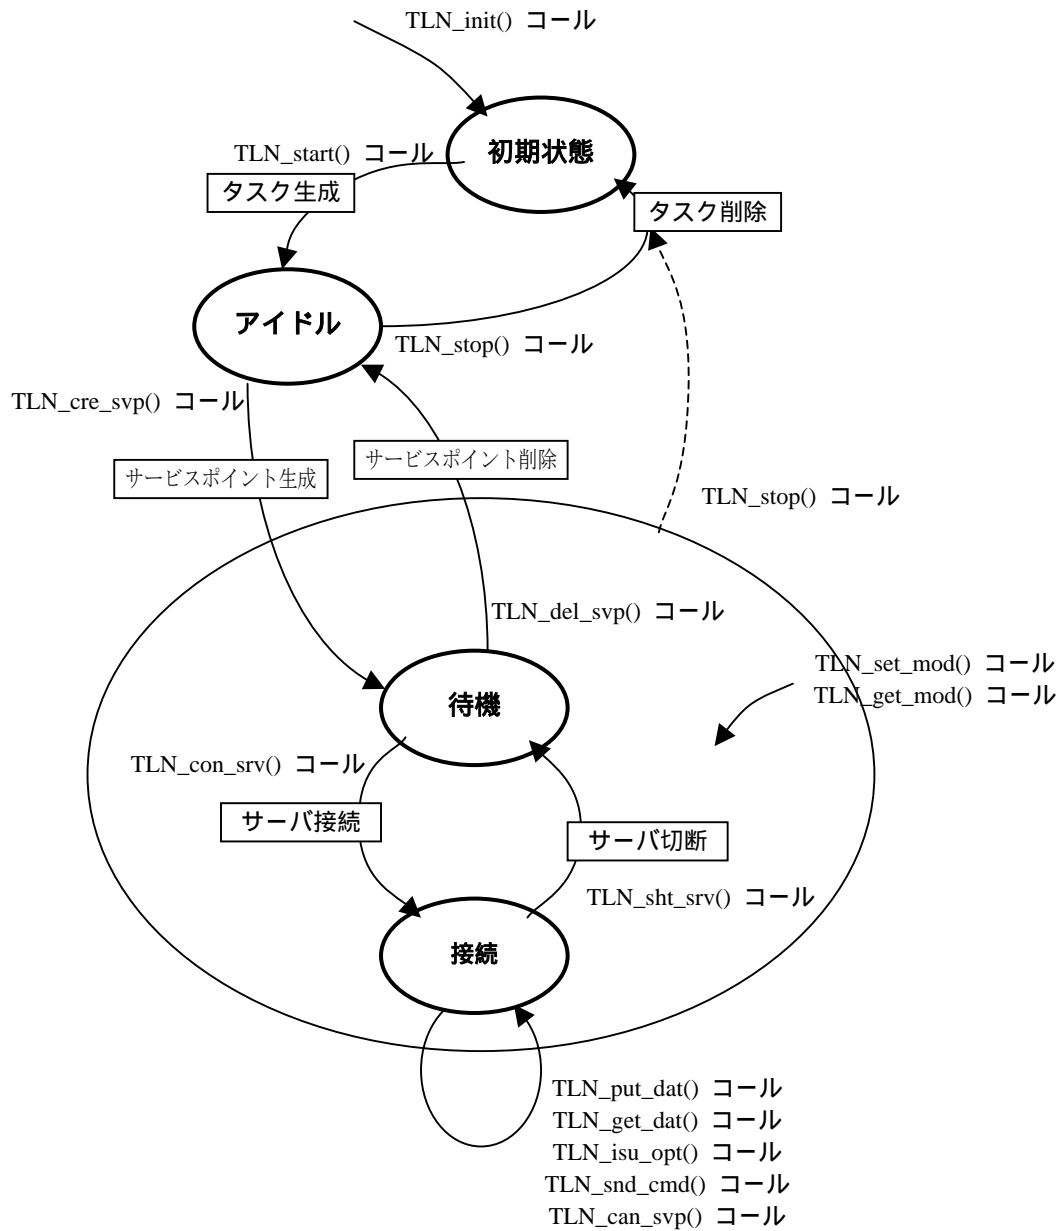 TLN_init() コール
初期状態
TLN_start() コール
タスク生成
タスク削除
アイドル
TLN_stop() コール
TLN_cre_svp() コール
サービスポイント削除
サービスポイント生成
TLN_stop() コール
TLN_del_svp() コール
TLN_set_mod() コール
TLN_get_mod() コール
待機
TLN_con_srv() コール
サーバ接続
サーバ切断
TLN_sht_srv() コール
接続
TLN_put_dat() コール
TLN_get_dat() コール
TLN_isu_opt() コール
TLN_snd_cmd() コール
TLN_can_svp() コール